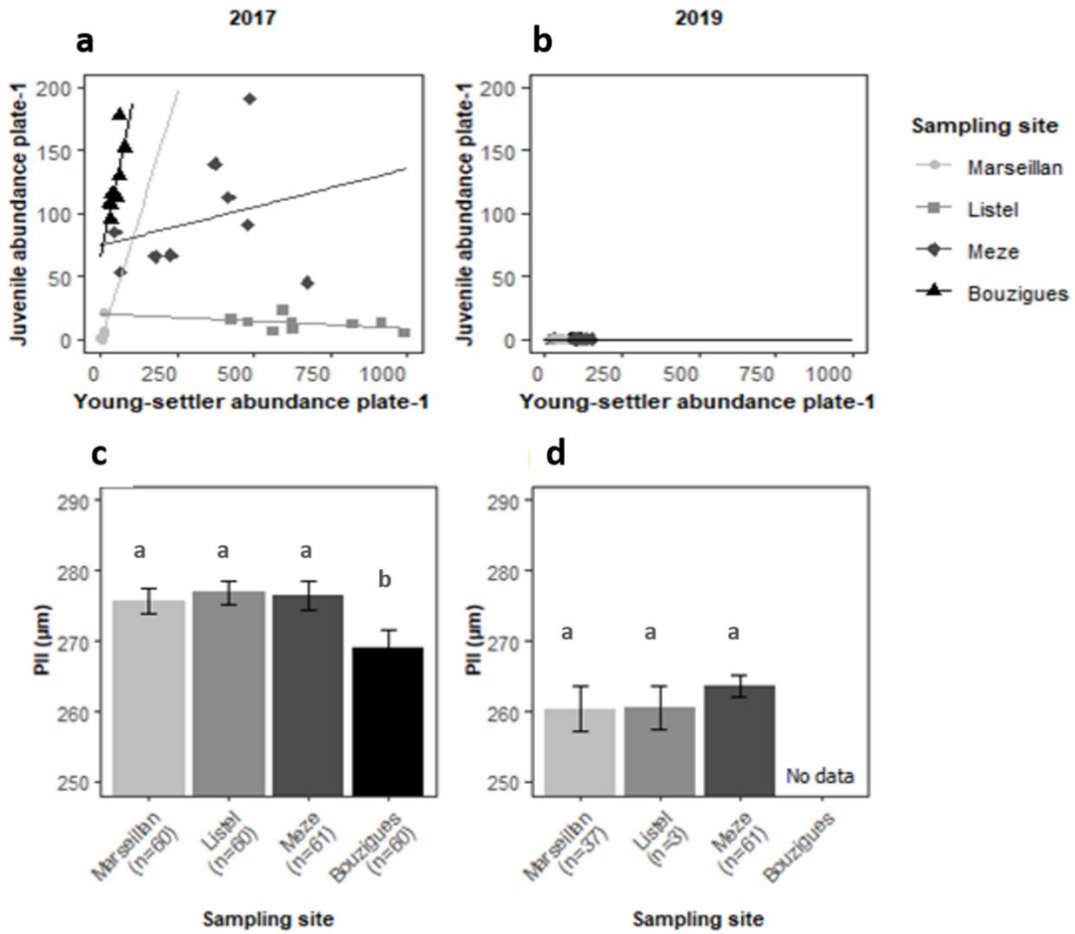 2017
2019
a
b
Juvenile abundance plate-1
200
150
100
50
0
0 250 500 750 1000
Young-settler abundance plate-1
Juvenile abundance plate-1
200
150
100
50
0
0 250 500 750 1000
Young-settler abundance plate-1
Sampling site
Marseillan
Listel
Meze
Bouzigues
c
d
PII (µm)
290
280
270
260
250
a a a b
Marseillan
(n=60)
Listel
(n=60)
Meze
(n=61)
Bouzigues
(n=60)
Sampling site
PII (µm)
290
280
270
260
250
a a a
No data
Marseillan
(n=37)
Listel
(n=3)
Meze
(n=61)
Bouzigues
Sampling site